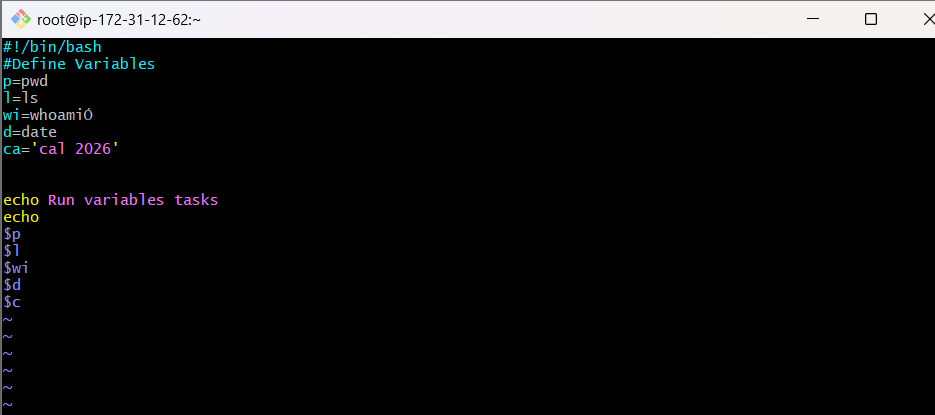 root@ip-172-31-12-62:~
#!/bin/bash
#Define Variables
p=pwd
l=ls
wi=whoamiÓ
d=date
ca='cal 2026'
echo Run variables tasks
echo
$p
$l
$wi
$d
$c
~
~
~
~
~
~